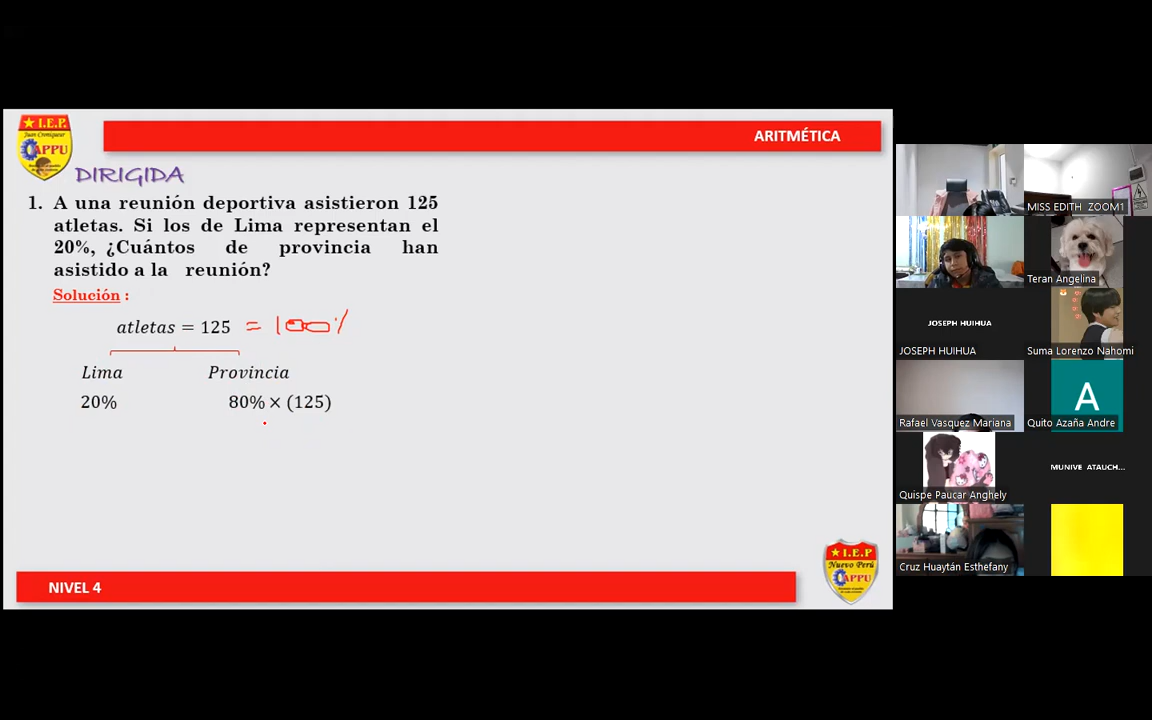 I.E.P.
Juan Crisniquear
APPU
ARITMÉTICA
DIRIGIDA
1. A una reunión deportiva asistieron 125
atletas. Si los de Lima representan el
20%, ¿Cuántos de provincia han
asistido a la reunión?
Solución :
atletas = 125 = 100%
Lima Provincia
20% 80% × (125)
NIVEL 4
I.E.P
Nuevo Perú
APPU
MISS EDITH ZOOM1
Teran Angelina
JOSEPH HUIHUA
JOSEPH HUIHUA
Suma Lorenzo Nahomi
Rafael Vasquez Mariana
A
Quito Azaña Andre
MUNIVE ATAUCH...
Quispe Paucar Anghely
Cruz Huaytán Esthefany